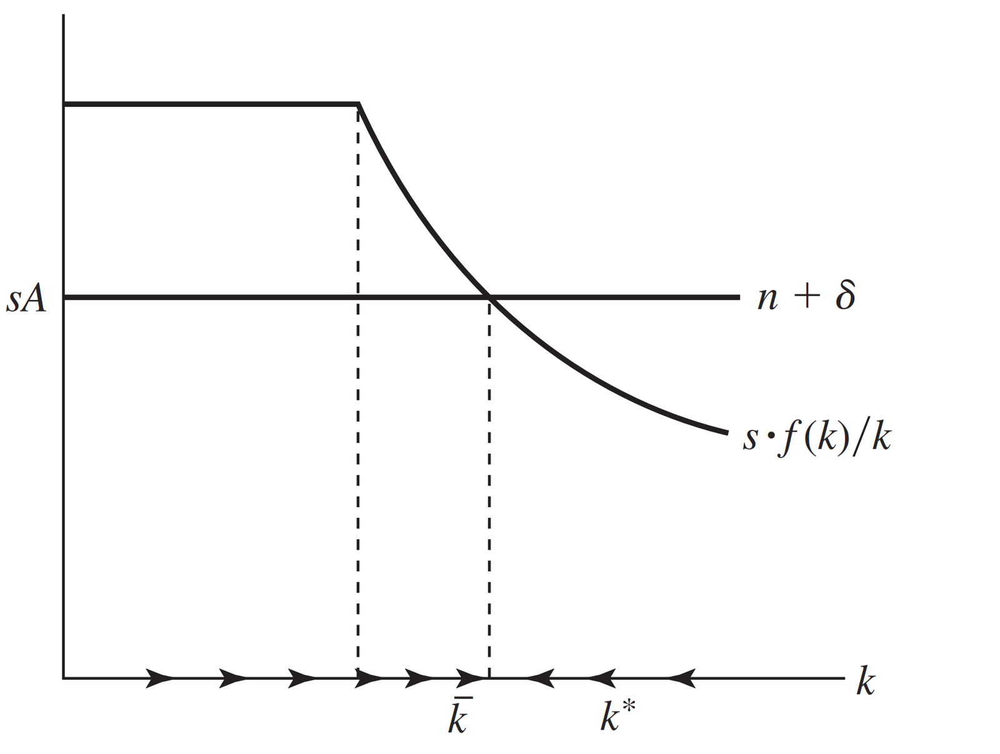 sA
n + δ
s·f(k)/k
k
k̄
k*